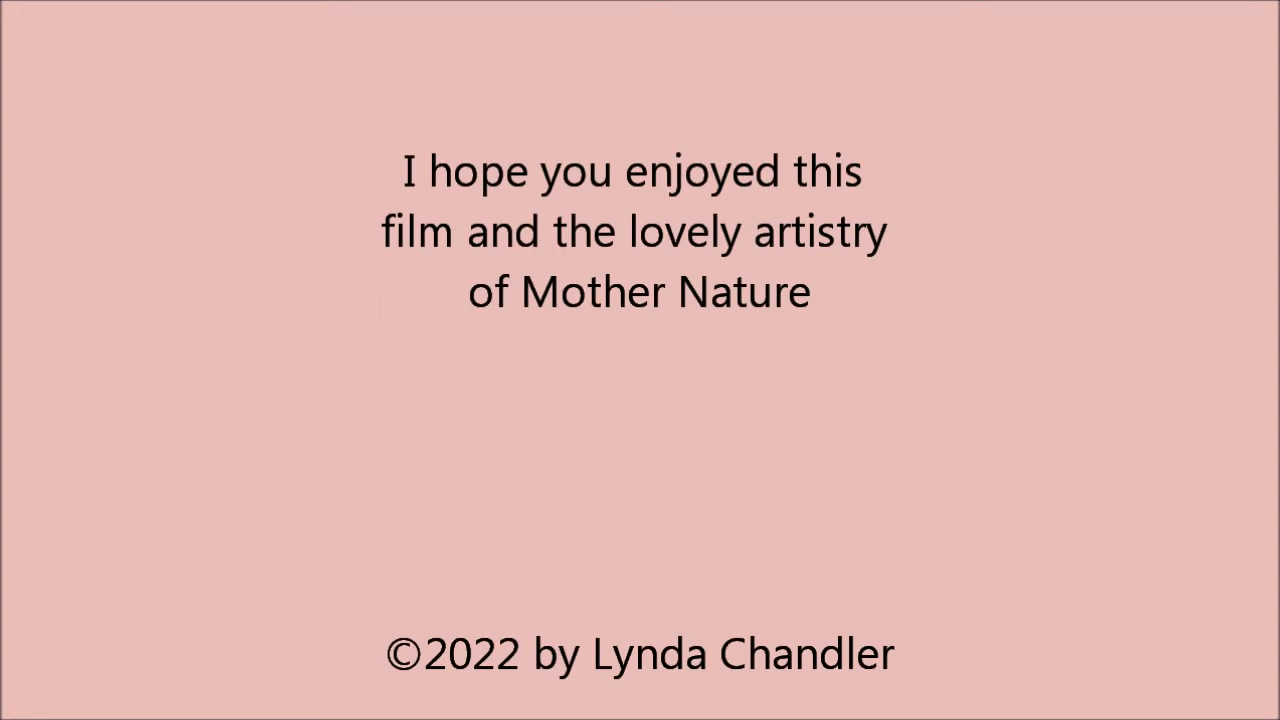 I hope you enjoyed this
film and the lovely artistry
of Mother Nature
©2022 by Lynda Chandler